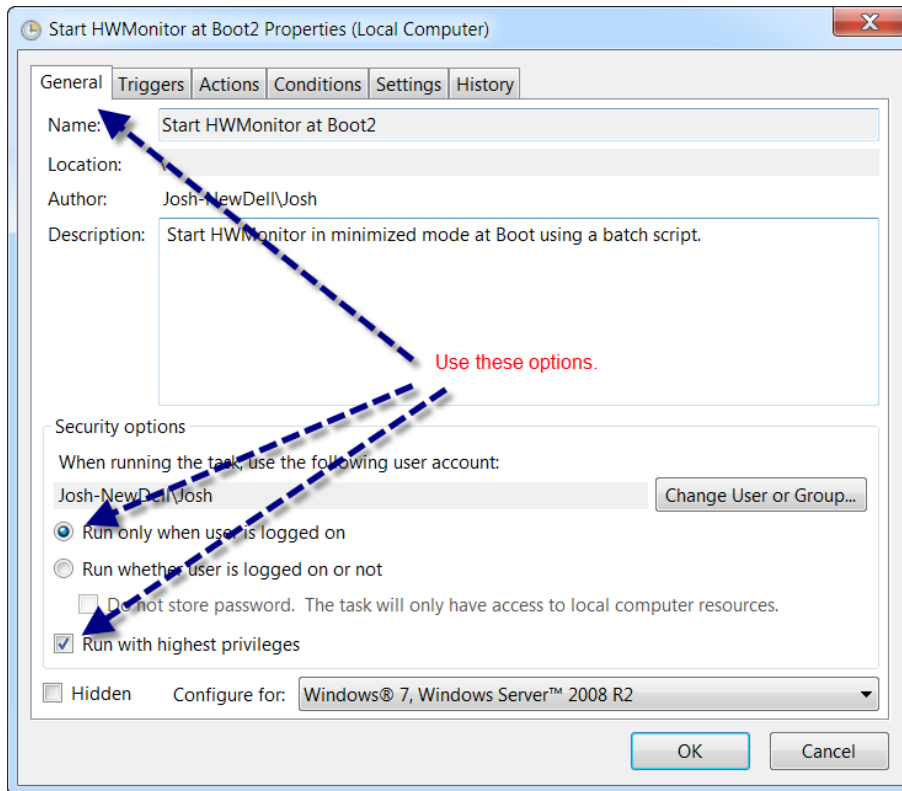 Start HWMonitor at Boot2 Properties (Local Computer)
General Triggers Actions Conditions Settings History
Name: Start HWMonitor at Boot2
Location: \
Author: Josh-NewDell\Josh
Description: Start HWMonitor in minimized mode at Boot using a batch script.
Use these options.
Security options
When running the task, use the following user account:
Josh-NewDell\Josh Change User or Group...
Run only when user is logged on
Run whether user is logged on or not
Do not store password. The task will only have access to local computer resources.
Run with highest privileges
Hidden Configure for: Windows® 7, Windows Server™ 2008 R2
OK Cancel